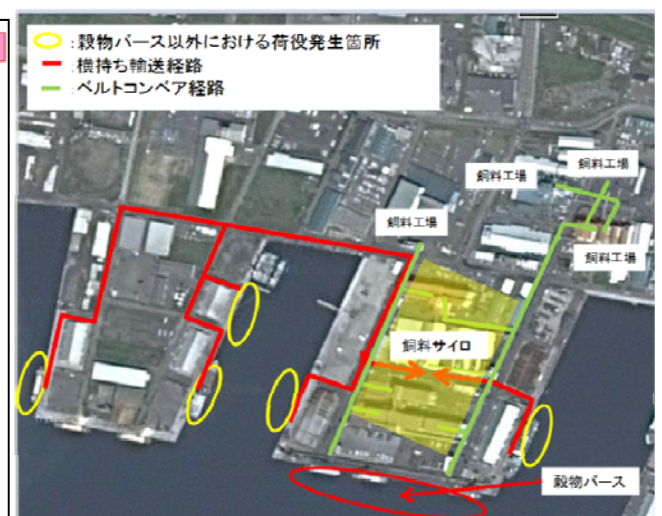 :穀物バース以外における荷役発生箇所
:横持ち輸送経路
:ベルトコンベア経路
飼料工場
飼料工場
飼料工場
飼料工場
飼料サイロ
穀物バース